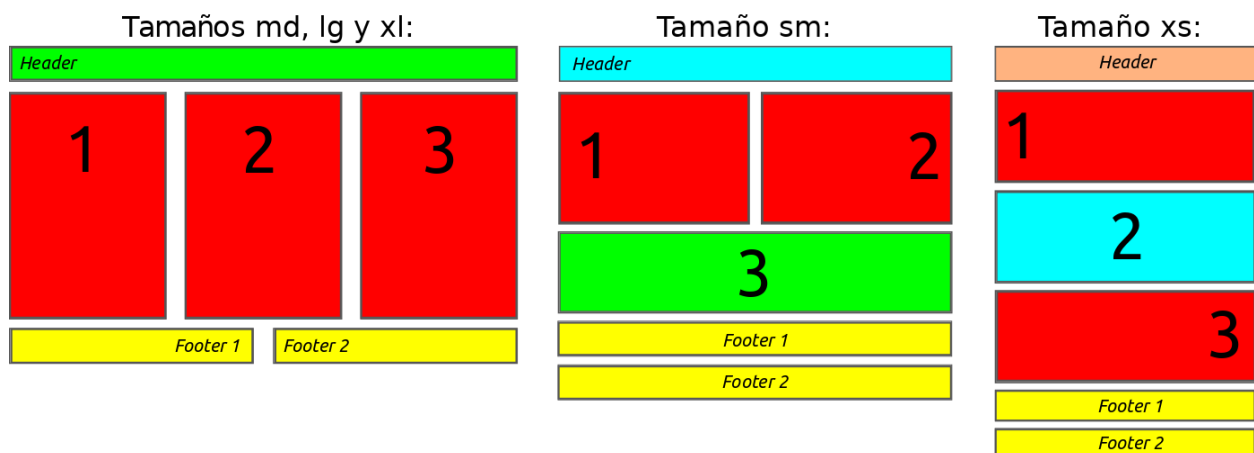 Tamaños md, lg y xl:
Header
1
2
3
Footer 1
Footer 2
Tamaño sm:
Header
1
2
3
Footer 1
Footer 2
Tamaño xs:
Header
1
2
3
Footer 1
Footer 2